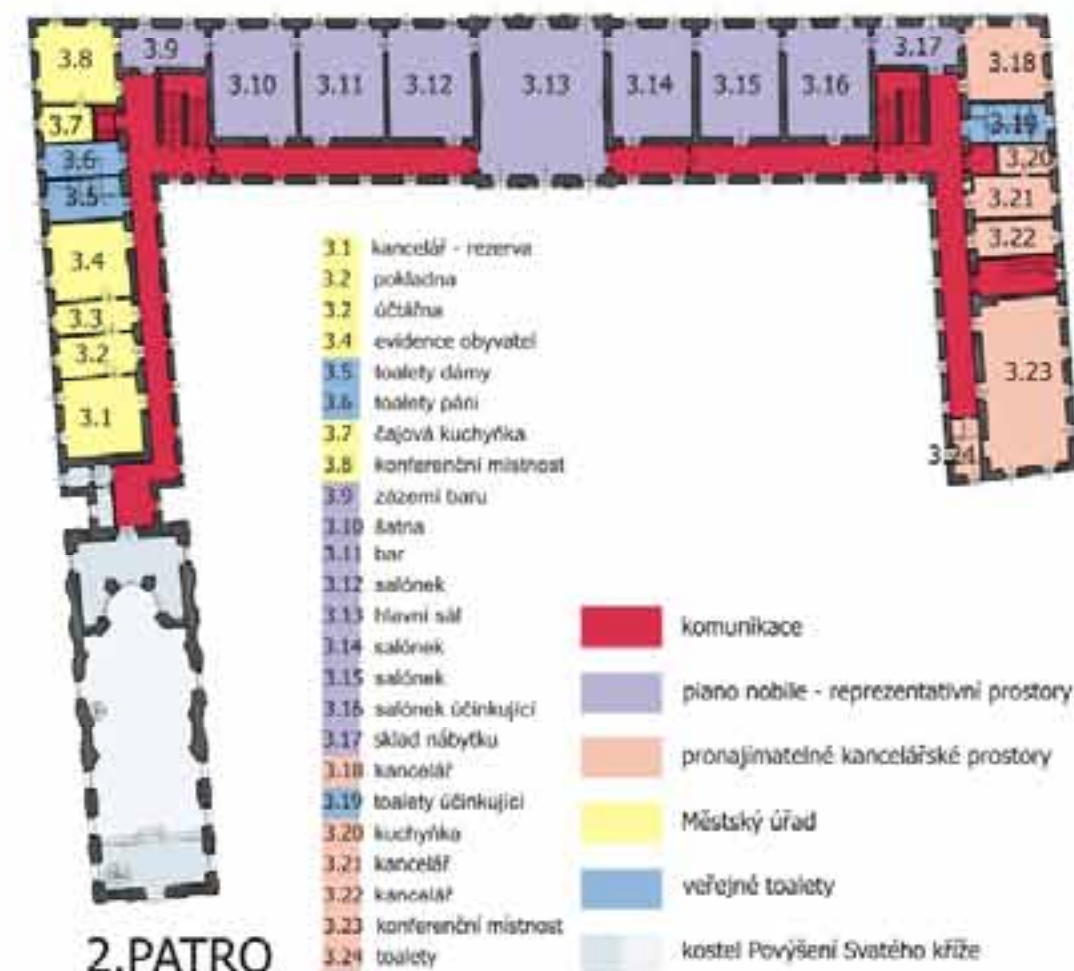 3.8
3.9
3.10
3.11
3.12
3.13
3.14
3.15
3.16
3.17
3.18
3.7
3.19
3.6
3.20
3.5
3.21
3.22
3.4
3.3
3.2
3.1
3.23
3.24
3.1 kancelář - rezerva
3.2 pokladna
3.2 účtářna
3.4 evidence obyvatel
3.5 toalety dámy
3.6 toalety páni
3.7 čajová kuchyňka
3.8 konferenční místnost
3.9 zázemí baru
3.10 šatna
3.11 bar
3.12 salónek
3.13 hlavní sál
3.14 salónek
3.15 salónek
3.16 salónek účinkující
3.17 sklad nábytku
3.18 kancelář
3.19 toalety účinkující
3.20 kuchyňka
3.21 kancelář
3.22 kancelář
3.23 konferenční místnost
3.24 toalety
komunikace
piano nobile - reprezentativní prostory
pronajímatelné kancelářské prostory
Městský úřad
veřejné toalety
kostel Povýšení Svatého kříže
2.PATRO